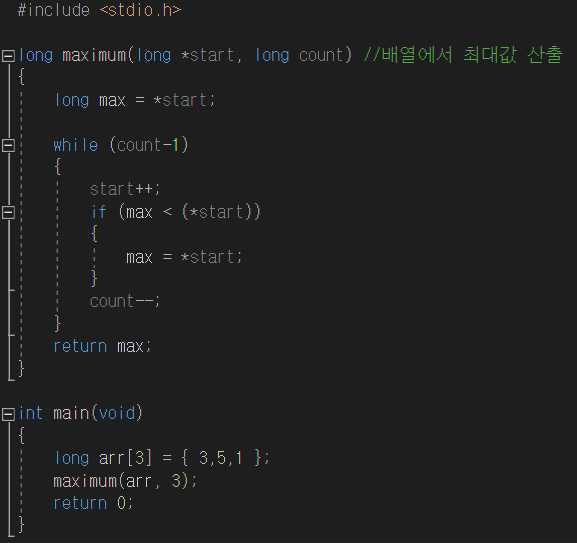 #include <stdio.h>
long maximum(long *start, long count) //배열에서 최대값 산출
{
long max = *start;
while (count-1)
{
start++;
if (max < (*start))
{
max = *start;
}
count--;
}
return max;
}
int main(void)
{
long arr[3] = { 3,5,1 };
maximum(arr, 3);
return 0;
}